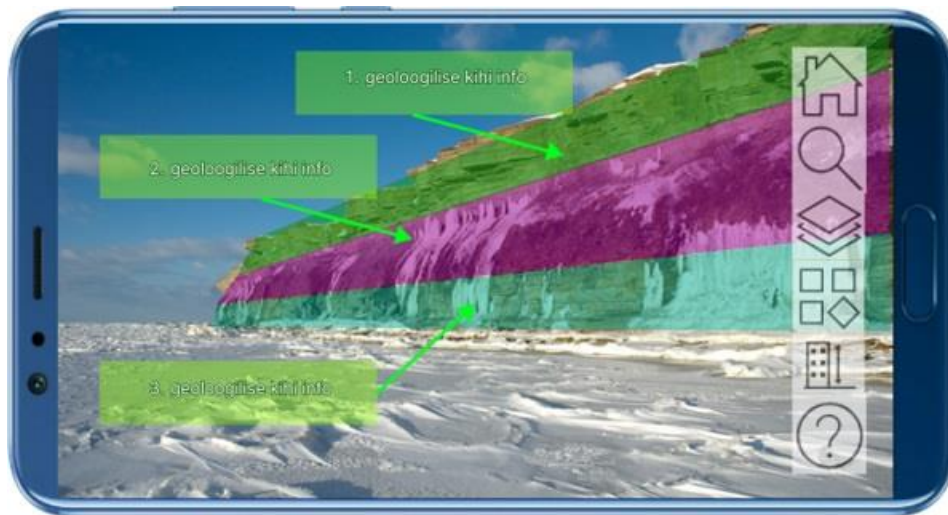 1. geoloogilise kihi info
2. geoloogilise kihi info
3. geoloogilise kihi info
?